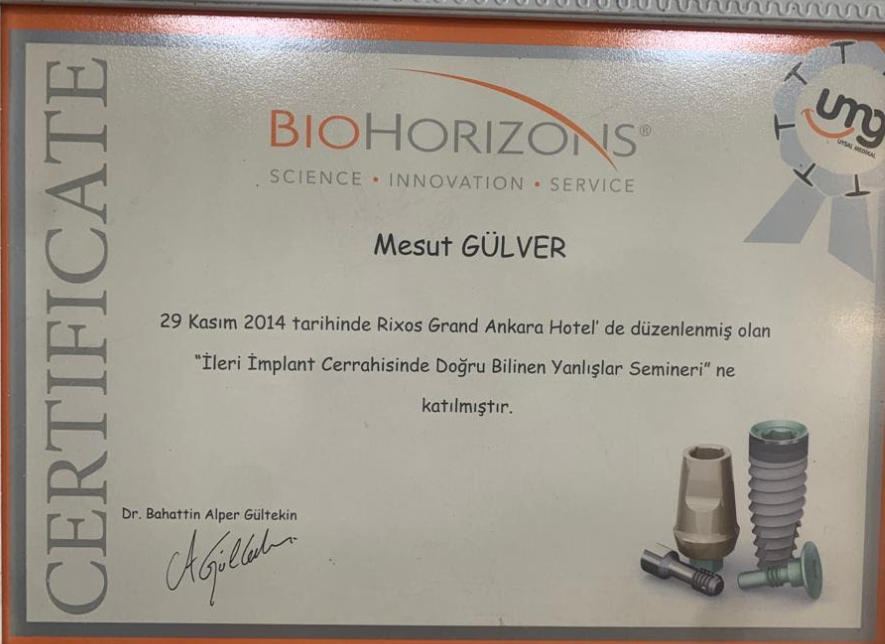 CERTIFICATE
BIOHORIZONS®
SCIENCE • INNOVATION • SERVICE
umg
UYSAL MEDİKAL
Mesut GÜLVER
29 Kasım 2014 tarihinde Rixos Grand Ankara Hotel' de düzenlenmiş olan
"İleri İmplant Cerrahisinde Doğru Bilinen Yanlışlar Semineri" ne
katılmıştır.
Dr. Bahattin Alper Gültekin